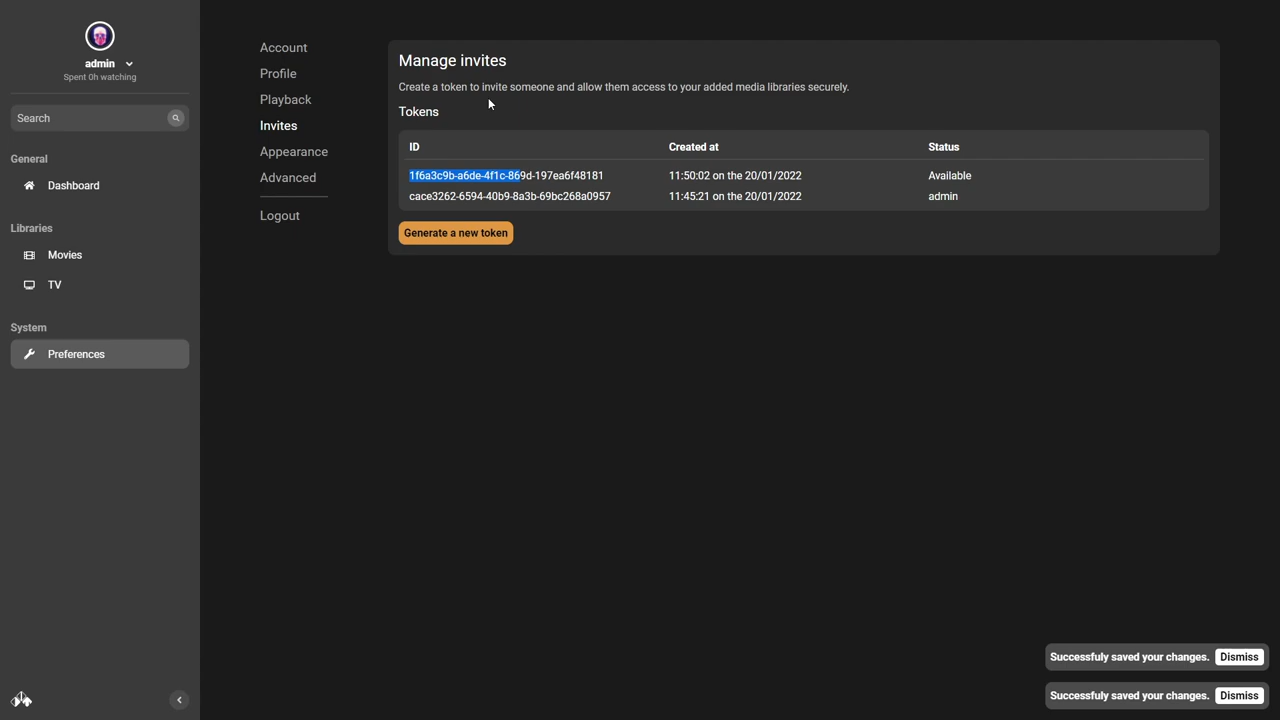 admin
Spent 0h watching
Search
General
Dashboard
Libraries
Movies
TV
System
Preferences
Account
Profile
Playback
Invites
Appearance
Advanced
Logout
Manage invites
Create a token to invite someone and allow them access to your added media libraries securely.
Tokens
ID Created at Status
1f6a3c9b-a6de-4f1c-869d-197ea6f48181 11:50:02 on the 20/01/2022 Available
cace3262-6594-40b9-8a3b-69bc268a0957 11:45:21 on the 20/01/2022 admin
Generate a new token
Successfuly saved your changes. Dismiss
Successfuly saved your changes. Dismiss